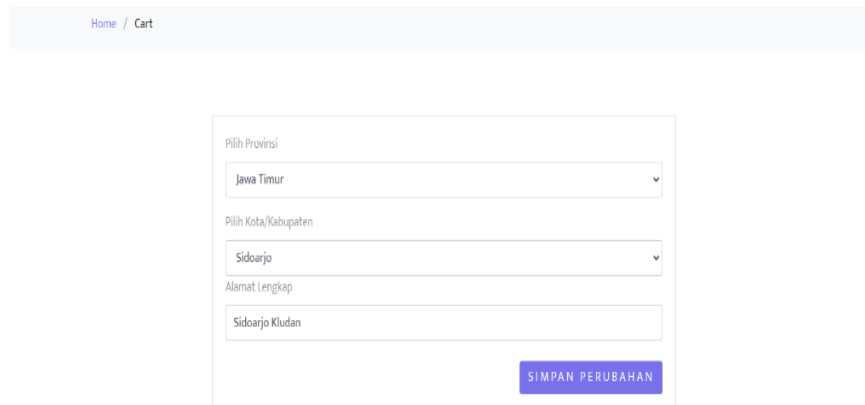 Home / Cart
Pilih Provinsi
Jawa Timur
Pilih Kota/Kabupaten
Sidoarjo
Alamat Lengkap
Sidoarjo Kludan
SIMPAN PERUBAHAN